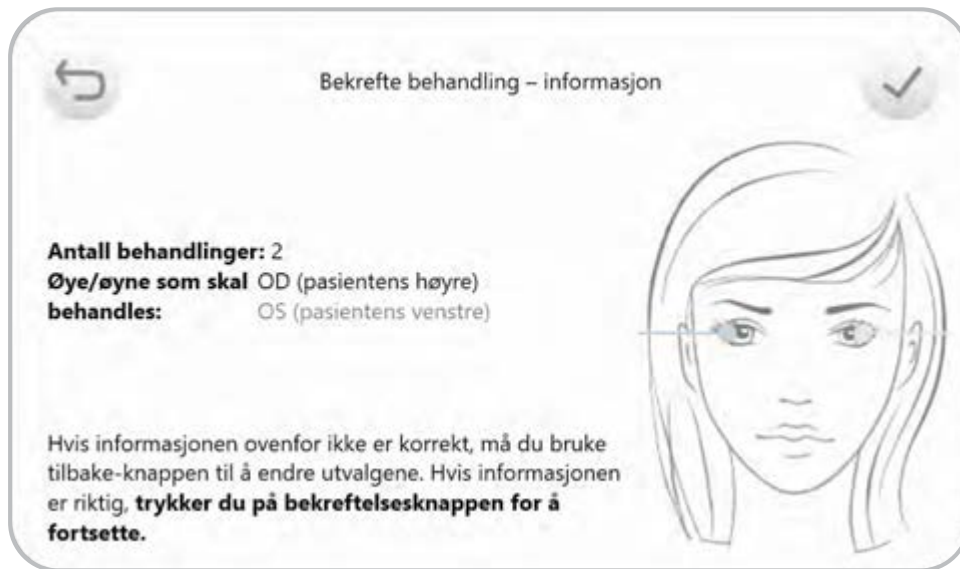 Bekrefte behandling – informasjon
Antall behandlinger: 2
Øye/øyne som skal OD (pasientens høyre)
behandles: OS (pasientens venstre)
Hvis informasjonen ovenfor ikke er korrekt, må du bruke
tilbake-knappen til å endre utvalgene. Hvis informasjonen
er riktig, trykker du på bekreftelsesknappen for å
fortsette.